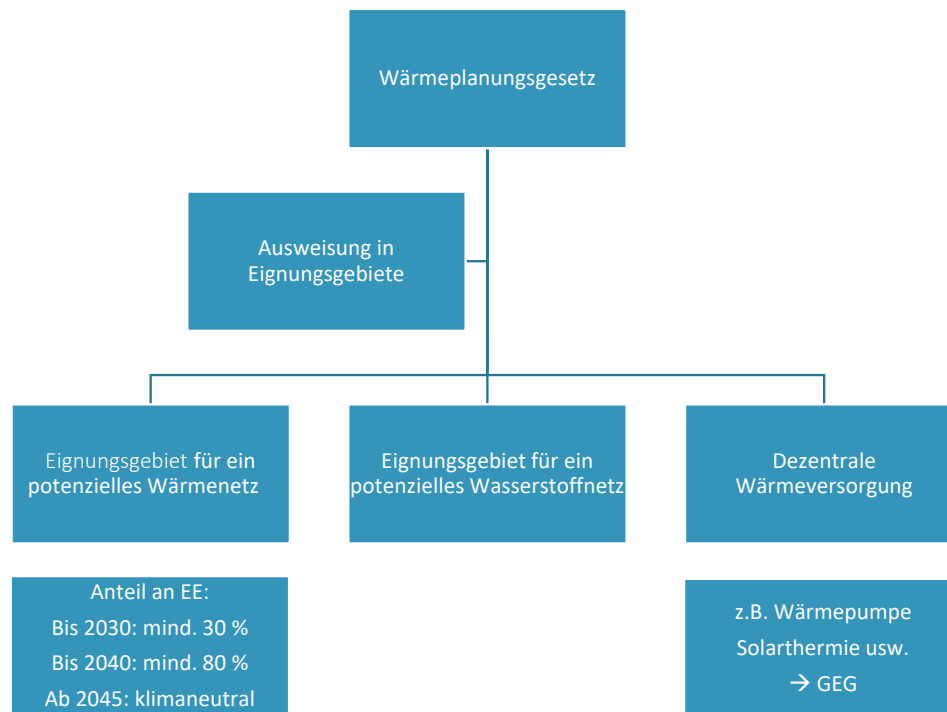 Wärmeplanungsgesetz
Ausweisung in
Eignungsgebiete
Eignungsgebiet für ein
potenzielles Wärmenetz
Eignungsgebiet für ein
potenzielles Wasserstoffnetz
Dezentrale
Wärmeversorgung
Anteil an EE:
Bis 2030: mind. 30 %
Bis 2040: mind. 80 %
Ab 2045: klimaneutral
z.B. Wärmepumpe
Solarthermie usw.
→ GEG